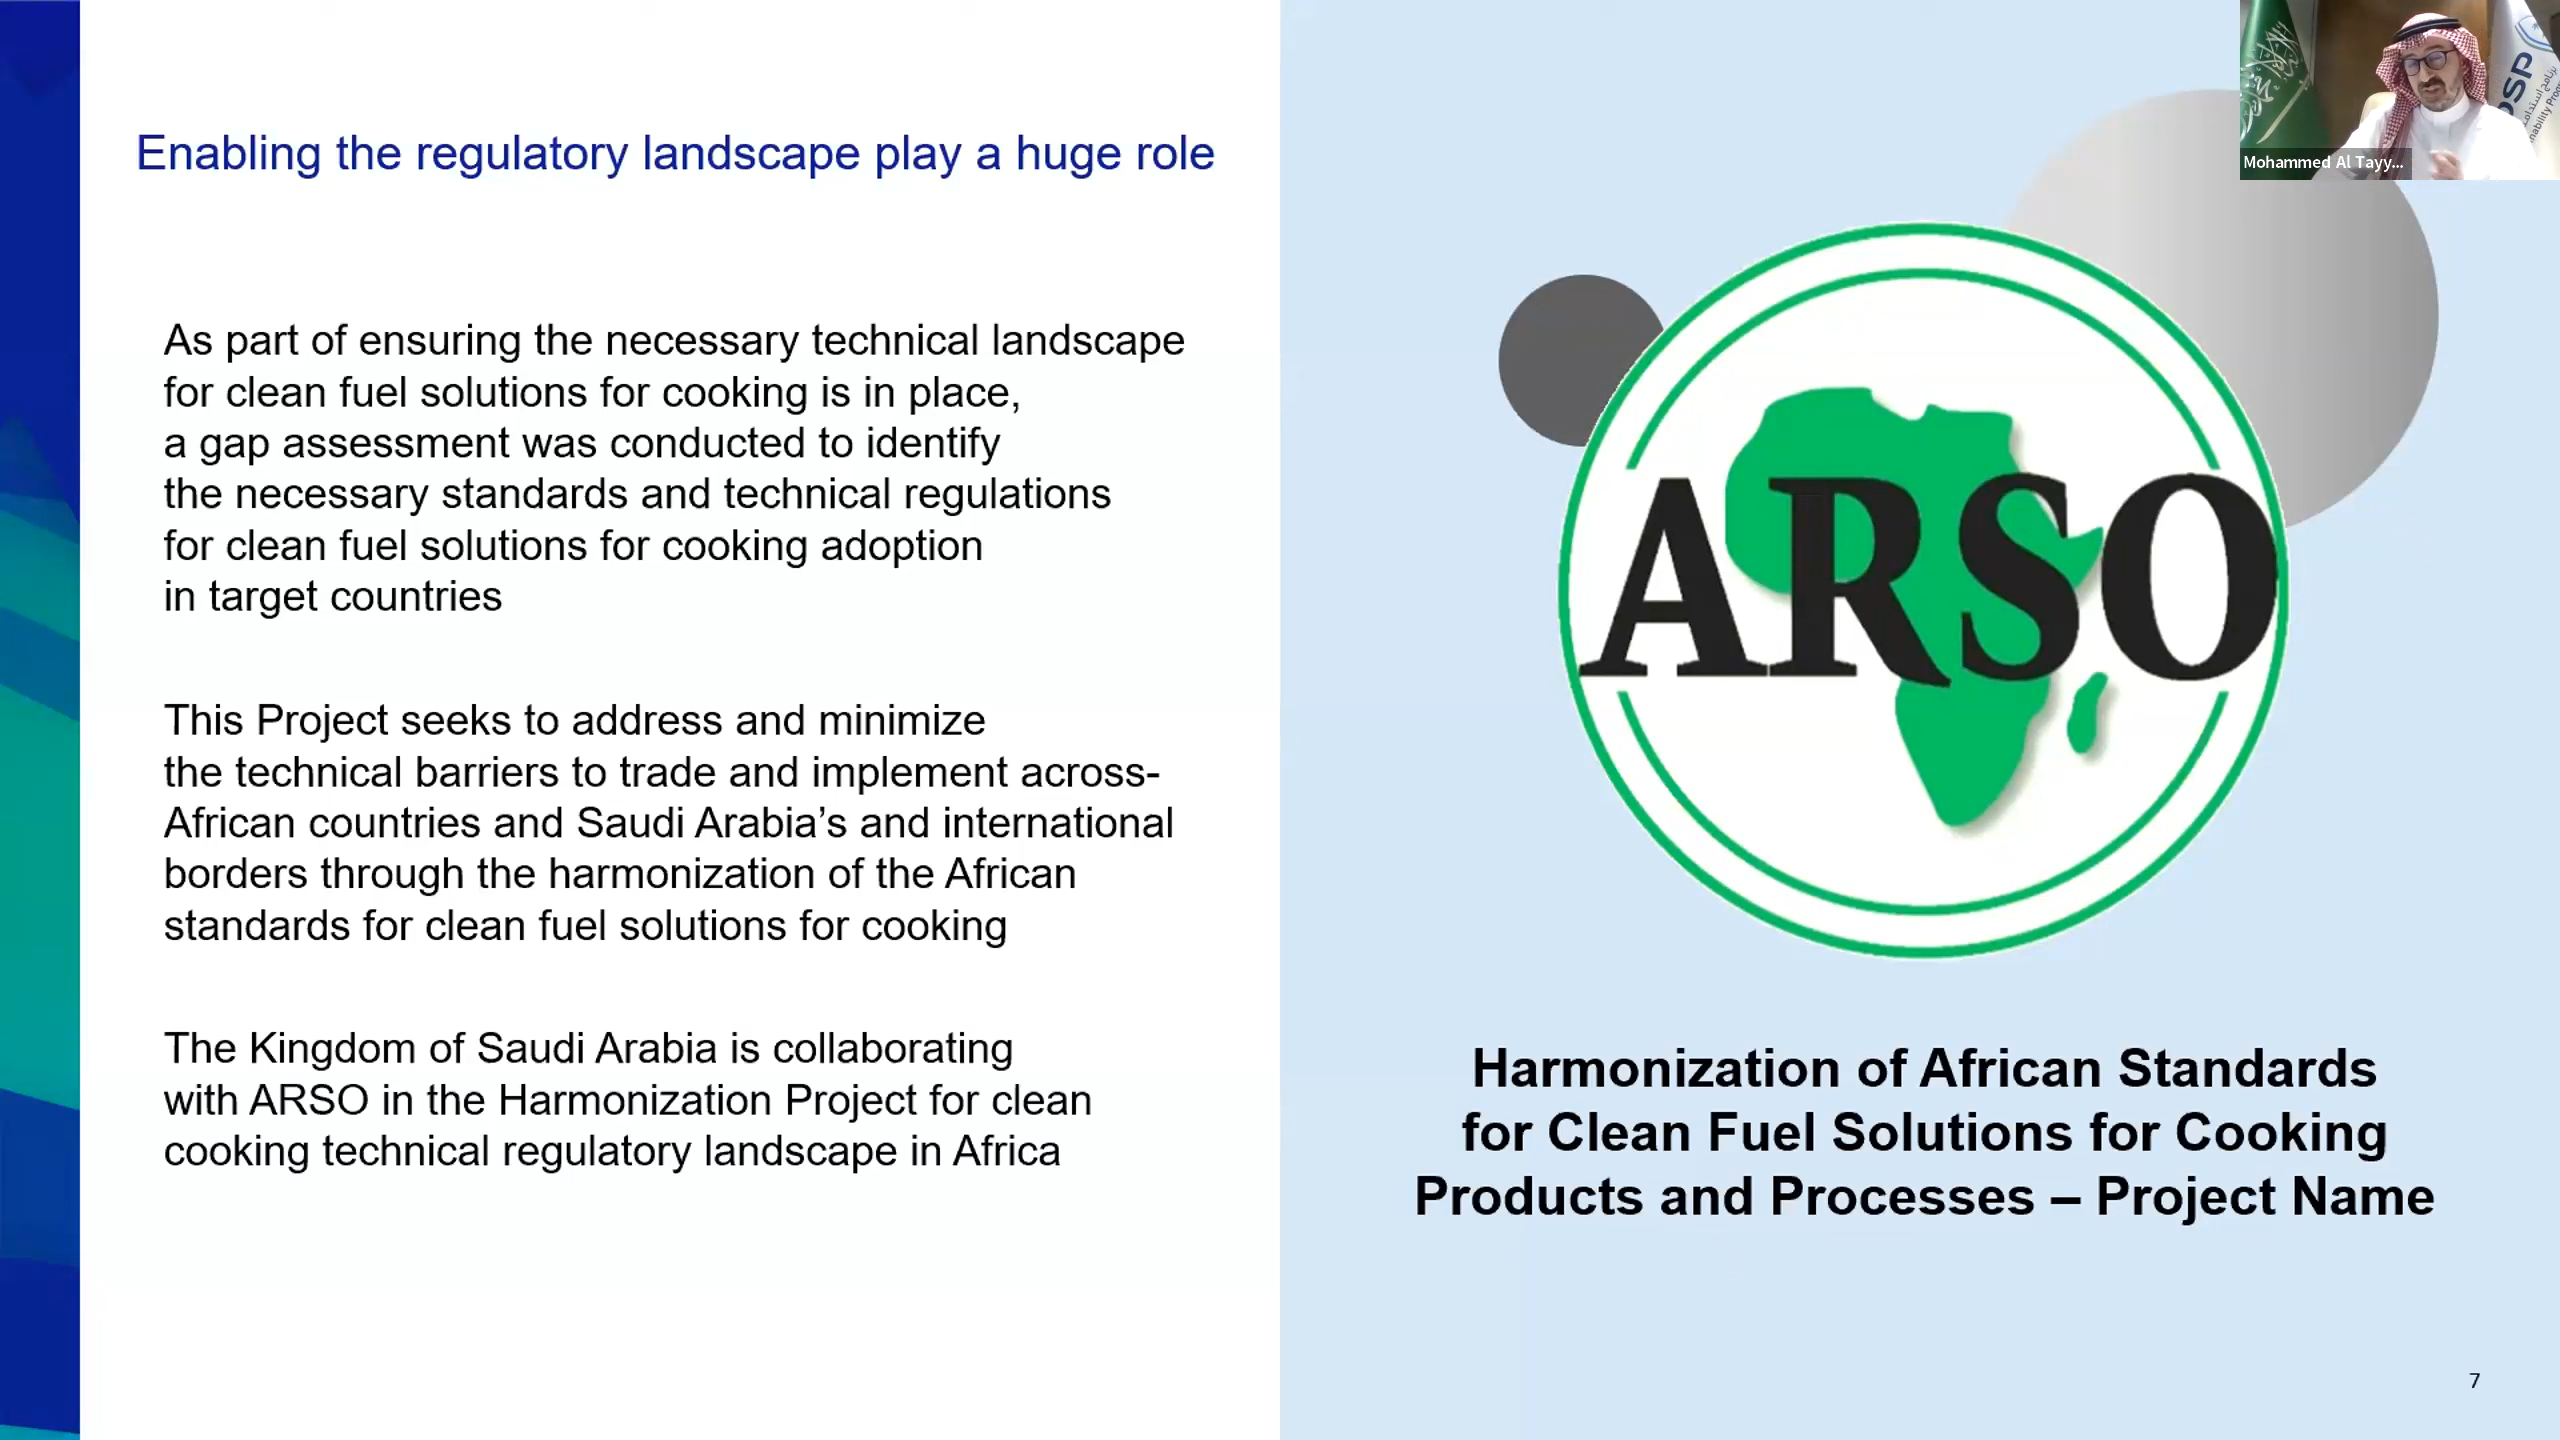 Enabling the regulatory landscape play a huge role
As part of ensuring the necessary technical landscape
for clean fuel solutions for cooking is in place,
a gap assessment was conducted to identify
the necessary standards and technical regulations
for clean fuel solutions for cooking adoption
in target countries
This Project seeks to address and minimize
the technical barriers to trade and implement across-
African countries and Saudi Arabia’s and international
borders through the harmonization of the African
standards for clean fuel solutions for cooking
The Kingdom of Saudi Arabia is collaborating
with ARSO in the Harmonization Project for clean
cooking technical regulatory landscape in Africa
Mohammed Al Tayy...
ARSO
Harmonization of African Standards
for Clean Fuel Solutions for Cooking
Products and Processes – Project Name
7